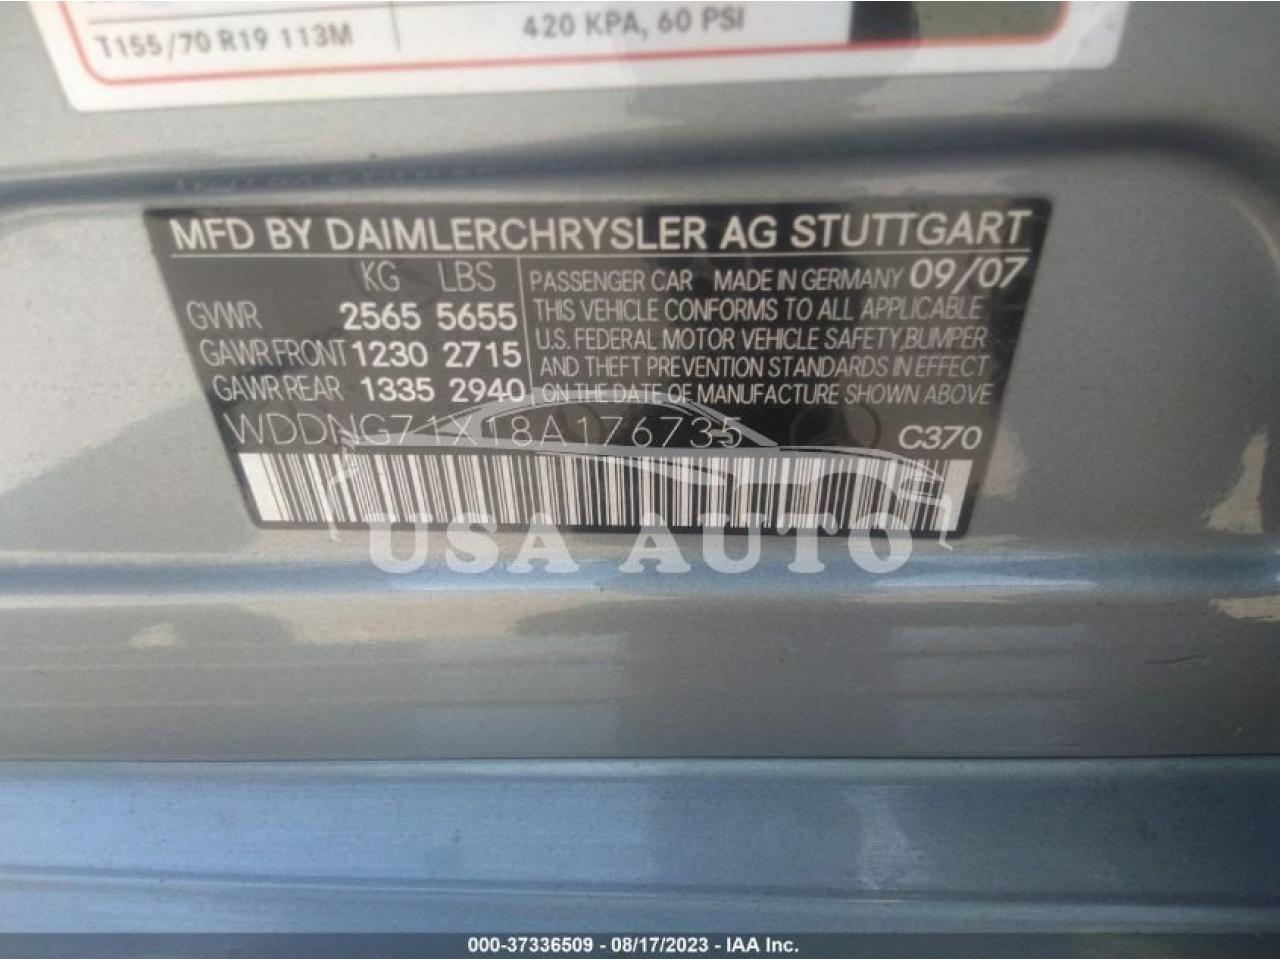 T155/70 R19 113M 420 KPA, 60 PSI
MFD BY DAIMLERCHRYSLER AG STUTTGART
KG LBS PASSENGER CAR MADE IN GERMANY 09/07
GVWR 2565 5655 THIS VEHICLE CONFORMS TO ALL APPLICABLE
U.S. FEDERAL MOTOR VEHICLE SAFETY, BUMPER
GAWR FRONT 1230 2715 AND THEFT PREVENTION STANDARDS IN EFFECT
GAWR REAR 1335 2940 ON THE DATE OF MANUFACTURE SHOWN ABOVE
WDDNG71X18A176735 C370
USA AUTO
000-37336509 - 08/17/2023 - IAA Inc.